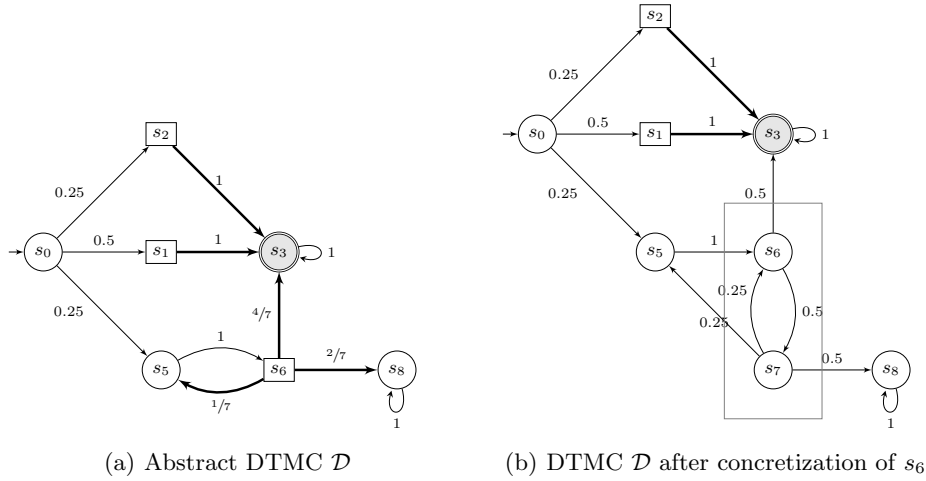 s2
0.25
1
s0
0.5
s1
1
s3
1
0.25
4/7
1
s5
s6
2/7
s8
1/7
1
(a) Abstract DTMC D
s2
0.25
1
s0
0.5
s1
1
s3
1
0.25
0.5
s5
1
s6
0.25
0.5
0.25
s7
0.5
s8
1
(b) DTMC D after concretization of s6